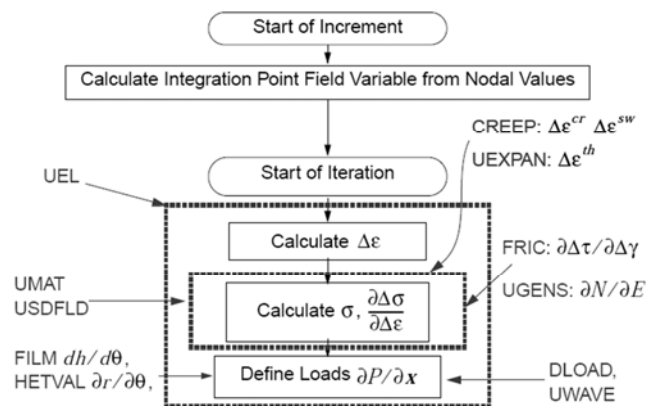 Start of Increment
Calculate Integration Point Field Variable from Nodal Values
CREEP: Δε^cr Δε^sw
UEXPAN: Δε^th
Start of Iteration
UEL
Calculate Δε
FRIC: ∂Δτ/∂Δγ
UGENS: ∂N/∂E
UMAT
USDFLD
Calculate σ, ∂Δσ/∂Δε
FILM dh/dθ,
HETVAL ∂r/∂θ,
Define Loads ∂P/∂x
DLOAD,
UWAVE